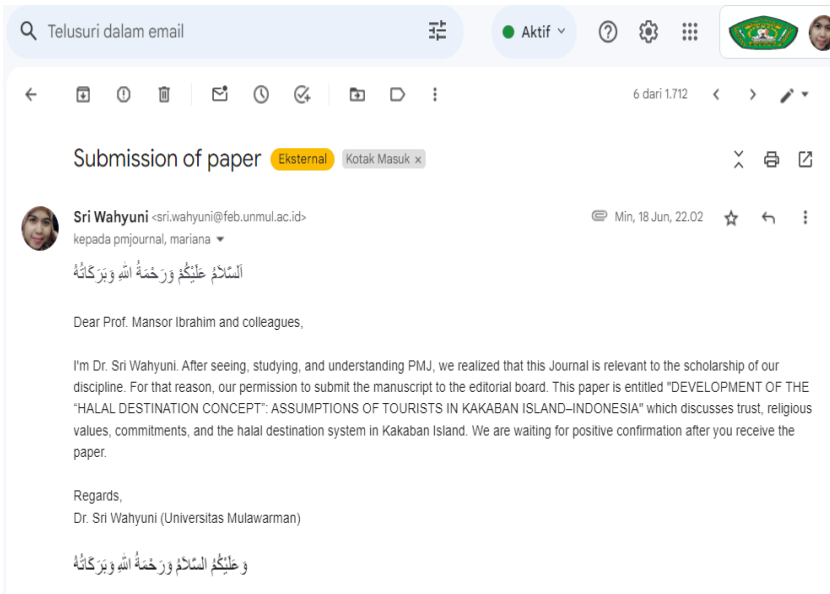 Telusuri dalam email
Aktif
6 dari 1.712
Submission of paper Eksternal Kotak Masuk ×
Sri Wahyuni <sri.wahyuni@feb.unmul.ac.id>
Min, 18 Jun, 22.02
kepada pmjournal, mariana
اَلسَّلاَمُ عَلَيْكُمْ وَرَحْمَةُ اللهِ وَبَرَكَاتُهُ
Dear Prof. Mansor Ibrahim and colleagues,
I'm Dr. Sri Wahyuni. After seeing, studying, and understanding PMJ, we realized that this Journal is relevant to the scholarship of our
discipline. For that reason, our permission to submit the manuscript to the editorial board. This paper is entitled "DEVELOPMENT OF THE
“HALAL DESTINATION CONCEPT”: ASSUMPTIONS OF TOURISTS IN KAKABAN ISLAND–INDONESIA" which discusses trust, religious
values, commitments, and the halal destination system in Kakaban Island. We are waiting for positive confirmation after you receive the
paper.
Regards,
Dr. Sri Wahyuni (Universitas Mulawarman)
وَعَلَيْكُمُ السَّلاَمُ وَرَحْمَةُ اللهِ وَبَرَكَاتُهُ